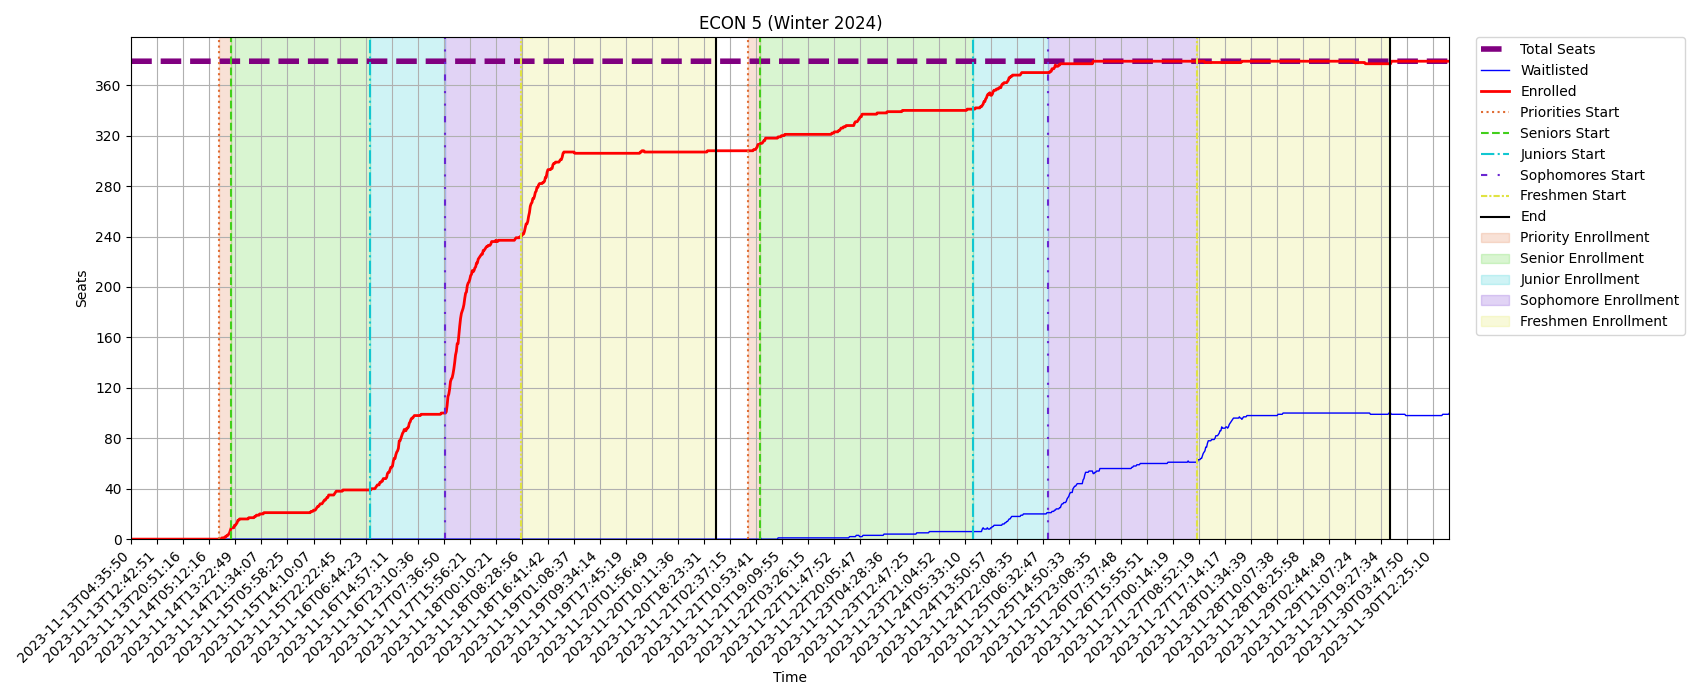 ECON 5 (Winter 2024)
Seats
360
320
280
240
200
160
120
80
40
0
2023-11-13T04:35:50
2023-11-13T12:42:51
2023-11-13T20:51:16
2023-11-14T05:12:16
2023-11-14T13:22:49
2023-11-14T21:34:07
2023-11-15T05:58:25
2023-11-15T14:10:07
2023-11-15T22:22:45
2023-11-16T06:44:23
2023-11-16T14:57:11
2023-11-16T23:10:36
2023-11-17T07:36:50
2023-11-17T15:56:21
2023-11-18T00:10:21
2023-11-18T08:28:56
2023-11-18T16:41:42
2023-11-19T01:08:37
2023-11-19T09:34:14
2023-11-19T17:45:19
2023-11-20T01:56:49
2023-11-20T10:11:36
2023-11-20T18:23:31
2023-11-21T02:37:15
2023-11-21T10:53:41
2023-11-21T19:09:55
2023-11-22T03:26:15
2023-11-22T11:47:52
2023-11-22T20:05:47
2023-11-23T04:28:36
2023-11-23T12:47:25
2023-11-23T21:04:52
2023-11-24T05:33:10
2023-11-24T13:50:57
2023-11-24T22:08:35
2023-11-25T06:32:47
2023-11-25T14:50:33
2023-11-25T23:08:35
2023-11-26T07:37:48
2023-11-26T15:55:51
2023-11-27T00:14:19
2023-11-27T08:52:19
2023-11-27T17:14:17
2023-11-28T01:34:39
2023-11-28T10:07:38
2023-11-28T18:25:58
2023-11-29T02:44:49
2023-11-29T11:07:24
2023-11-29T19:27:34
2023-11-30T03:47:50
2023-11-30T12:25:10
Time
Total Seats
Waitlisted
Enrolled
Priorities Start
Seniors Start
Juniors Start
Sophomores Start
Freshmen Start
End
Priority Enrollment
Senior Enrollment
Junior Enrollment
Sophomore Enrollment
Freshmen Enrollment